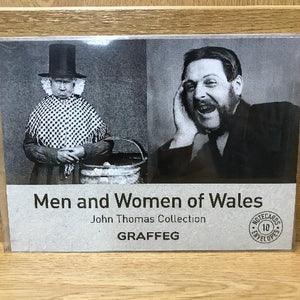 Men and Women of Wales
John Thomas Collection
GRAFFEG
NOTECARDS
10
ENVELOPES